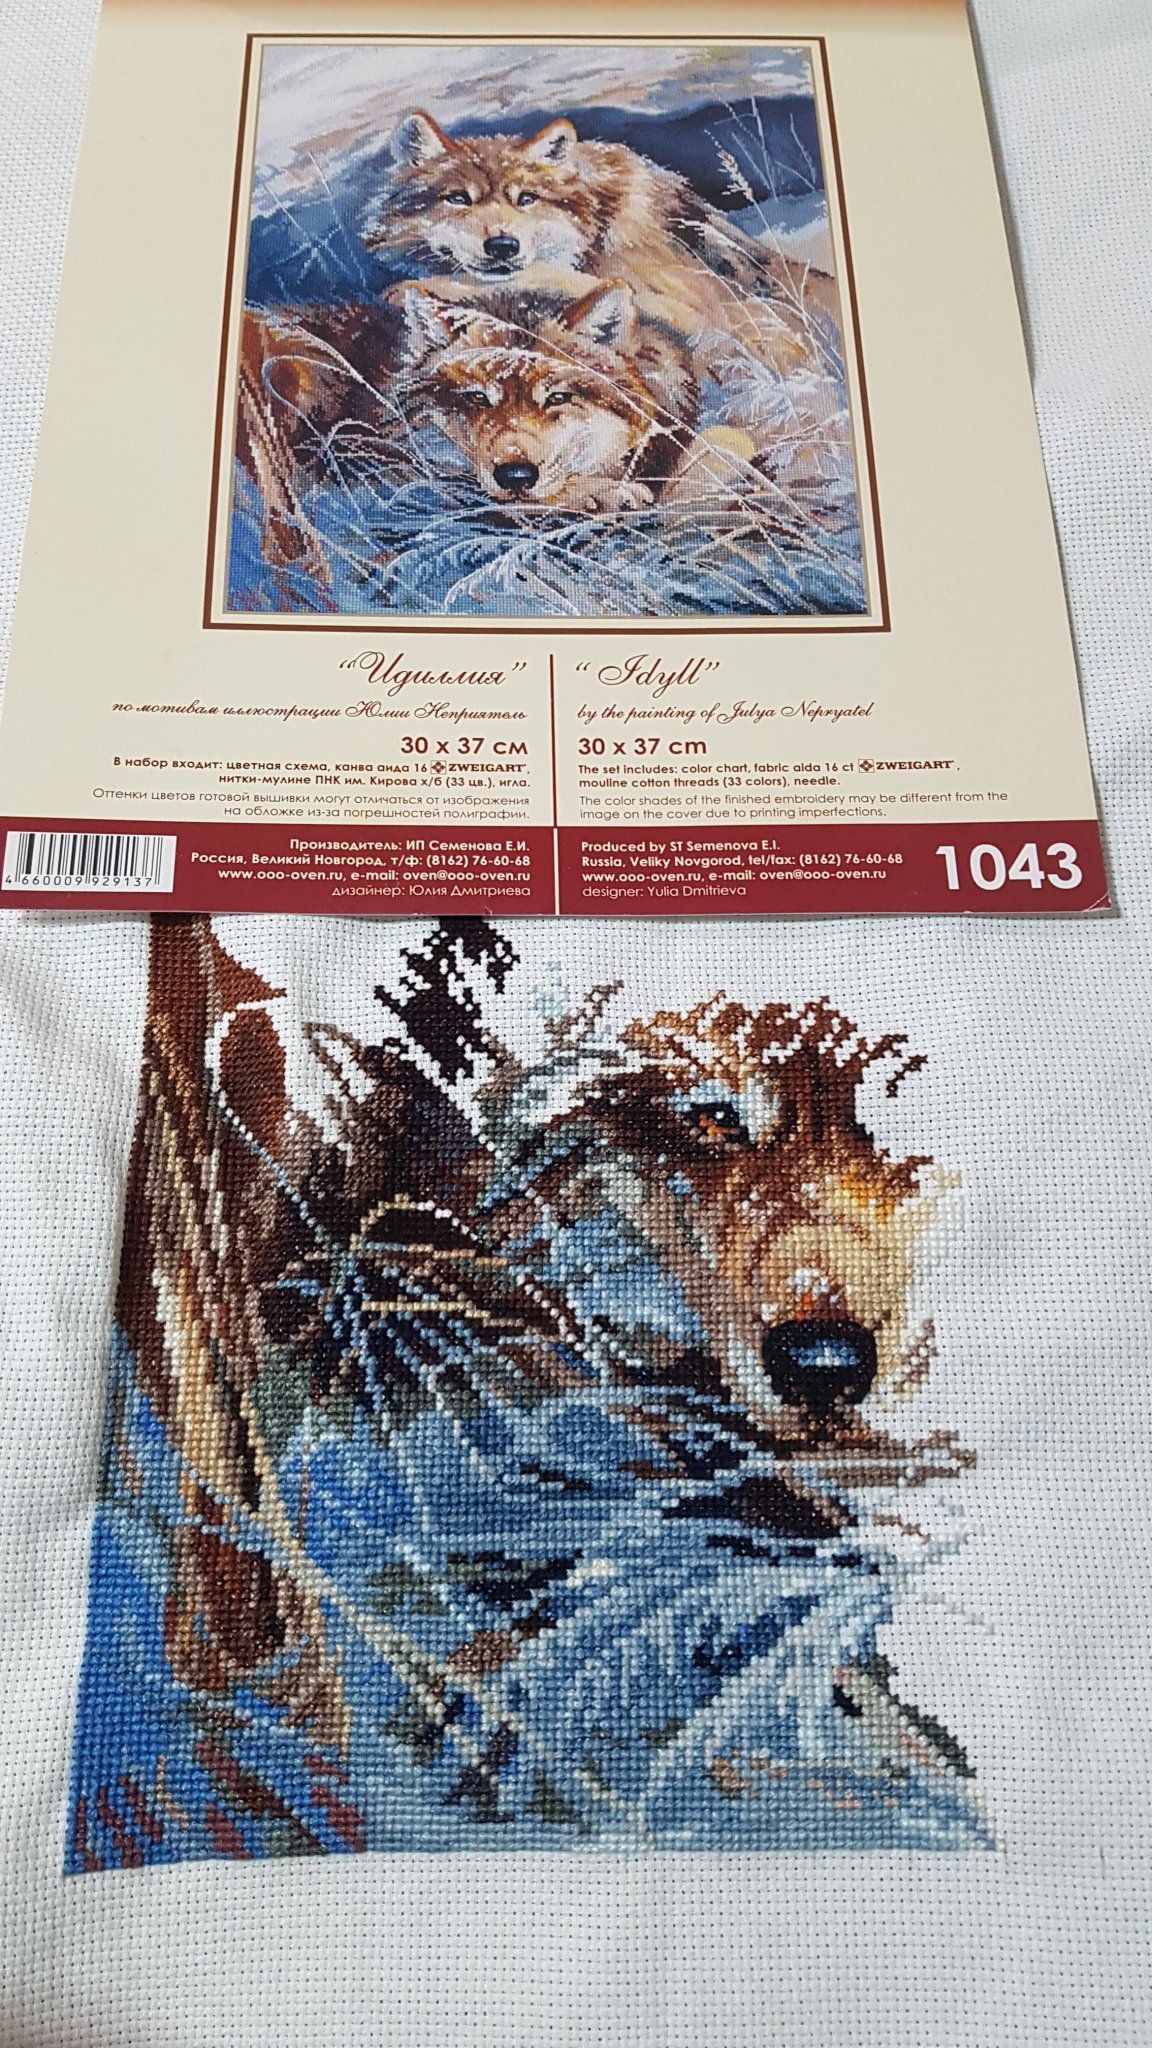 “Идиллия”
по мотивам иллюстрации Юлии Неприятель
30 х 37 см
В набор входит: цветная схема, канва аида 16 ZWEIGART,
нитки-мулине ПНК им. Кирова х/б (33 цв.), игла.
Оттенки цветов готовой вышивки могут отличаться от изображения
на обложке из-за погрешностей полиграфии.
“Idyll”
by the painting of Julya Nepryatel
30 x 37 cm
The set includes: color chart, fabric aida 16 ct ZWEIGART,
mouline cotton threads (33 colors), needle.
The color shades of the finished embroidery may be different from the
image on the cover due to printing imperfections.
4 660009 929137
Производитель: ИП Семенова Е.И.
Россия, Великий Новгород, т/ф: (8162) 76-60-68
www.ooo-oven.ru, e-mail: oven@ooo-oven.ru
дизайнер: Юлия Дмитриева
Produced by ST Semenova E.I.
Russia, Veliky Novgorod, tel/fax: (8162) 76-60-68
www.ooo-oven.ru, e-mail: oven@ooo-oven.ru
designer: Yulia Dmitrieva
1043